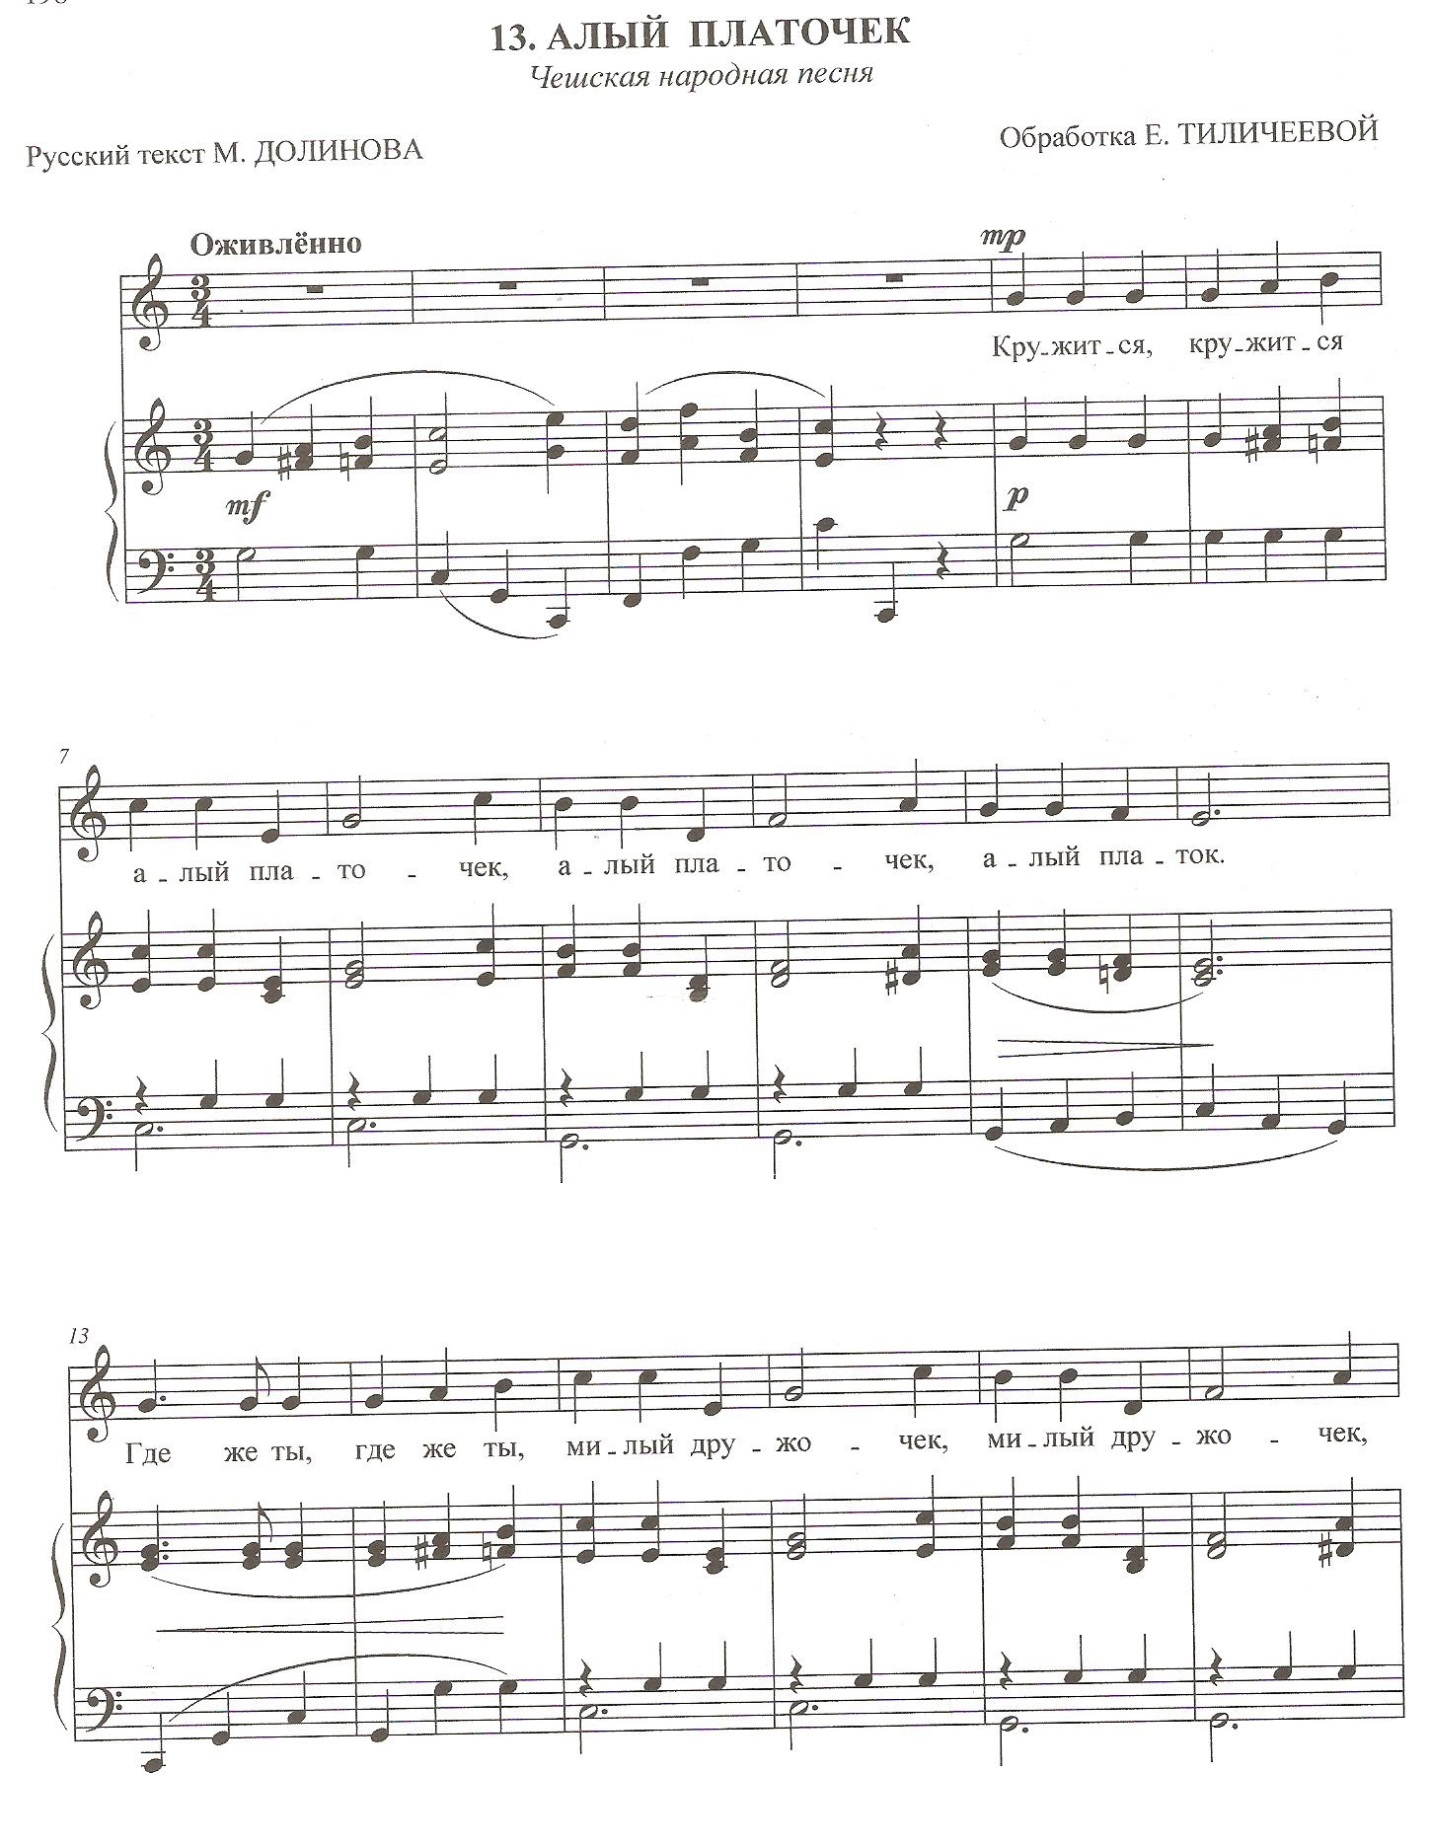 13. АЛЫЙ ПЛАТОЧЕК
Чешская народная песня
Русский текст М. ДОЛИНОВА
Обработка Е. ТИЛИЧЕЕВОЙ
Оживлённо
mp
Кру-жит-ся, кру-жит-ся
mf
p
7
а - лый пла - то - чек, а - лый пла - то - чек, а - лый пла - ток.
13
Где же ты, где же ты, ми - лый дру - жо - чек, ми - лый дру - жо - чек,